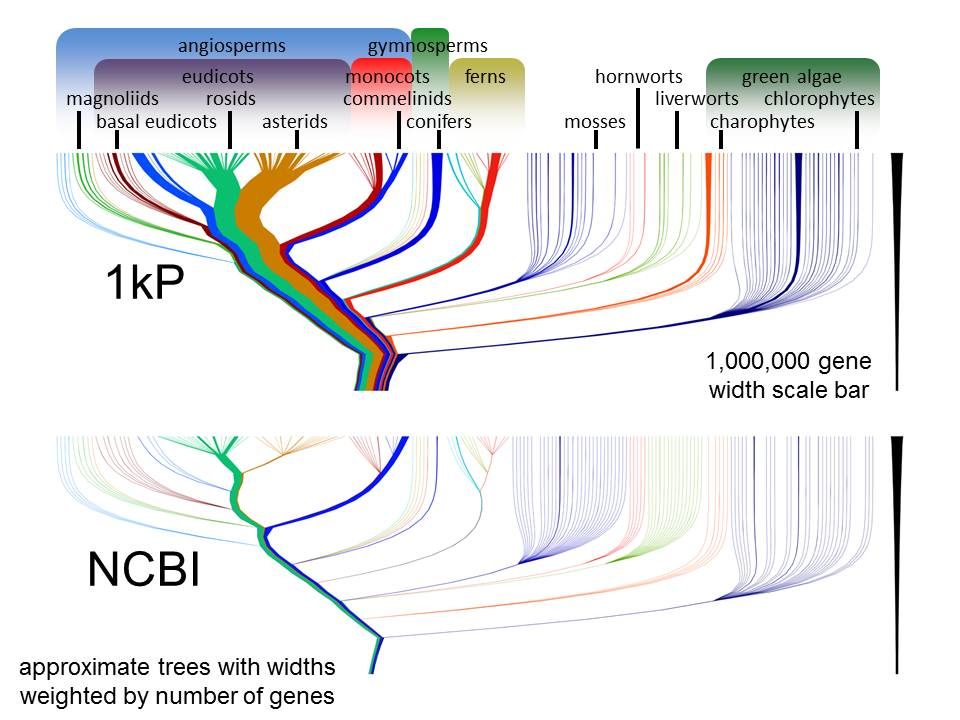 angiosperms gymnosperms
eudicots monocots ferns hornworts green algae
magnoliids rosids commelinids liverworts chlorophytes
basal eudicots asterids conifers mosses charophytes
1kP
1,000,000 gene
width scale bar
NCBI
approximate trees with widths
weighted by number of genes